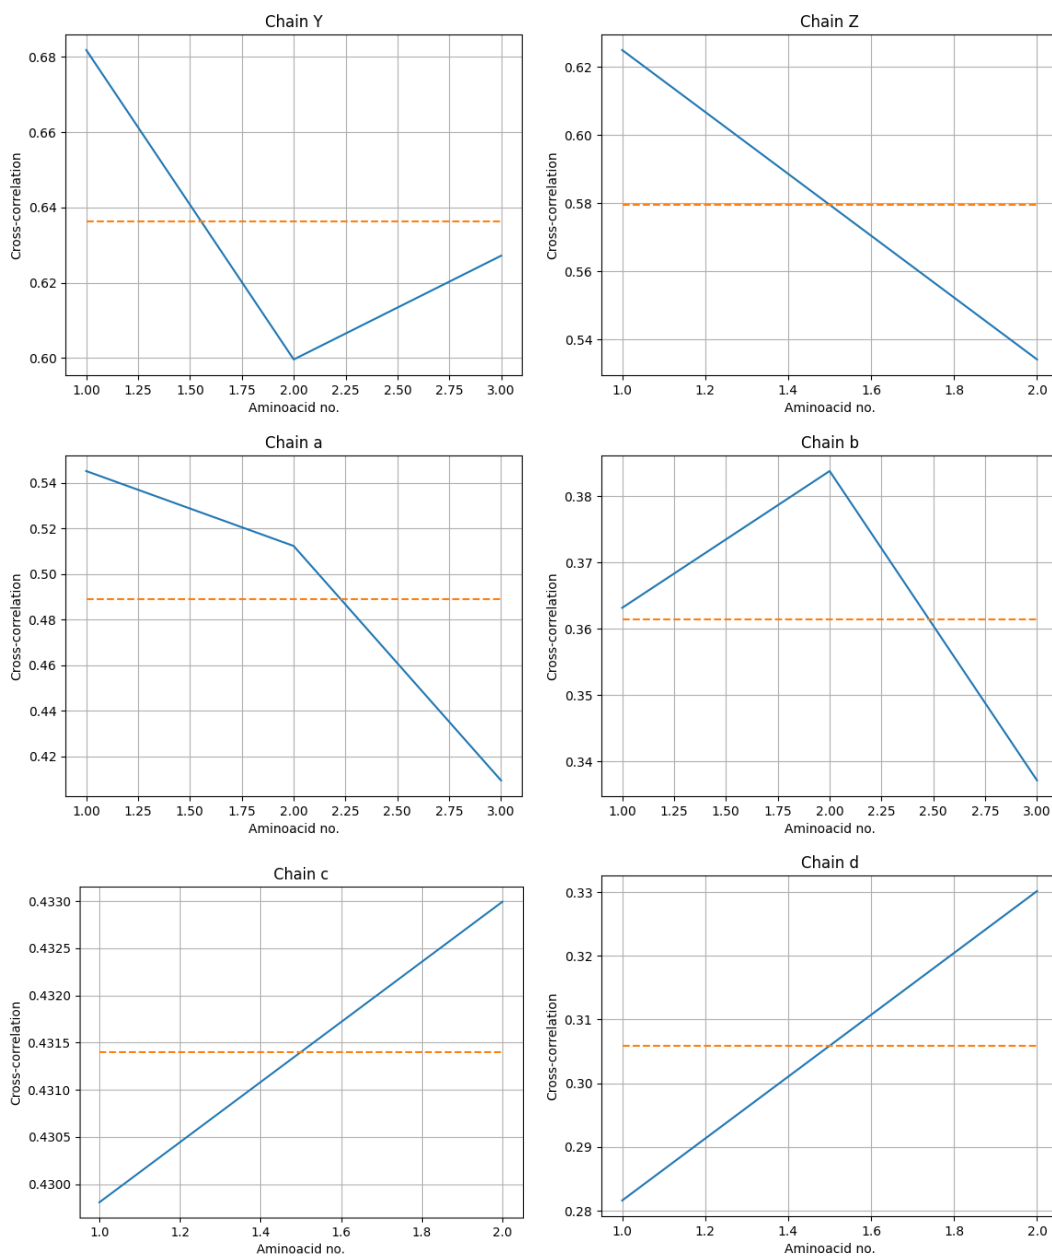 Chain Y
Cross-correlation
0.68
0.66
0.64
0.62
0.60
1.00 1.25 1.50 1.75 2.00 2.25 2.50 2.75 3.00
Aminoacid no.
Chain Z
Cross-correlation
0.62
0.60
0.58
0.56
0.54
1.0 1.2 1.4 1.6 1.8 2.0
Aminoacid no.
Chain a
Cross-correlation
0.54
0.52
0.50
0.48
0.46
0.44
0.42
1.00 1.25 1.50 1.75 2.00 2.25 2.50 2.75 3.00
Aminoacid no.
Chain b
Cross-correlation
0.38
0.37
0.36
0.35
0.34
1.00 1.25 1.50 1.75 2.00 2.25 2.50 2.75 3.00
Aminoacid no.
Chain c
Cross-correlation
0.4330
0.4325
0.4320
0.4315
0.4310
0.4305
0.4300
1.0 1.2 1.4 1.6 1.8 2.0
Aminoacid no.
Chain d
Cross-correlation
0.33
0.32
0.31
0.30
0.29
0.28
1.0 1.2 1.4 1.6 1.8 2.0
Aminoacid no.